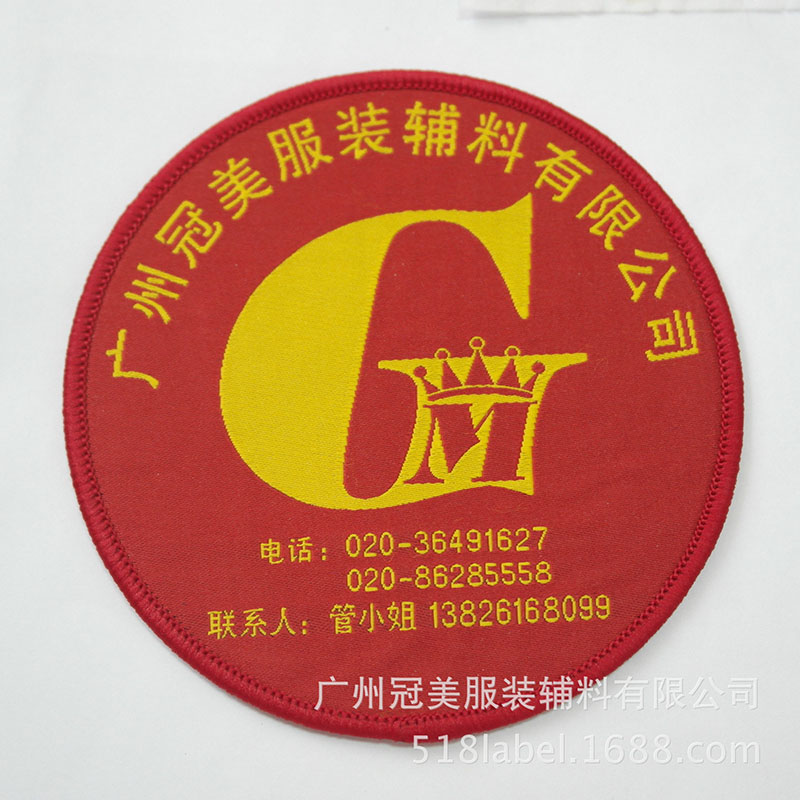 广州冠美服装辅料有限公司
GM
电话：020-36491627
020-86285558
联系人：管小姐 13826168099
广州冠美服装辅料有限公司
518label.1688.com